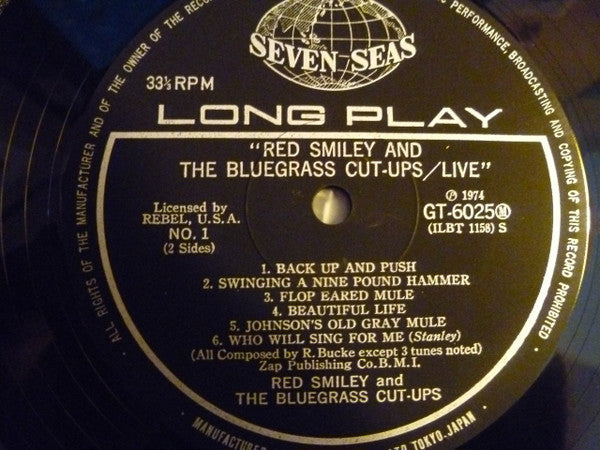 SEVEN-SEAS
33⅓ RPM
LONG PLAY
"RED SMILEY AND
THE BLUEGRASS CUT-UPS/LIVE"
Licensed by
REBEL, U.S.A.
NO. 1
(2 Sides)
℗ 1974
GT-6025Ⓜ
(ILBT 1158) S
1. BACK UP AND PUSH
2. SWINGING A NINE POUND HAMMER
3. FLOP EARED MULE
4. BEAUTIFUL LIFE
5. JOHNSON'S OLD GRAY MULE
6. WHO WILL SING FOR ME (Stanley)
(All Composed by R. Bucke except 3 tunes noted)
Zap Publishing Co. B.M.I.
RED SMILEY and
THE BLUEGRASS CUT-UPS
ALL RIGHTS OF THE MANUFACTURER AND OF THE OWNER OF THE
PERFORMANCE, BROADCASTING AND COPYING OF THIS RECORD PROHIBITED
TOKYO. JAPAN